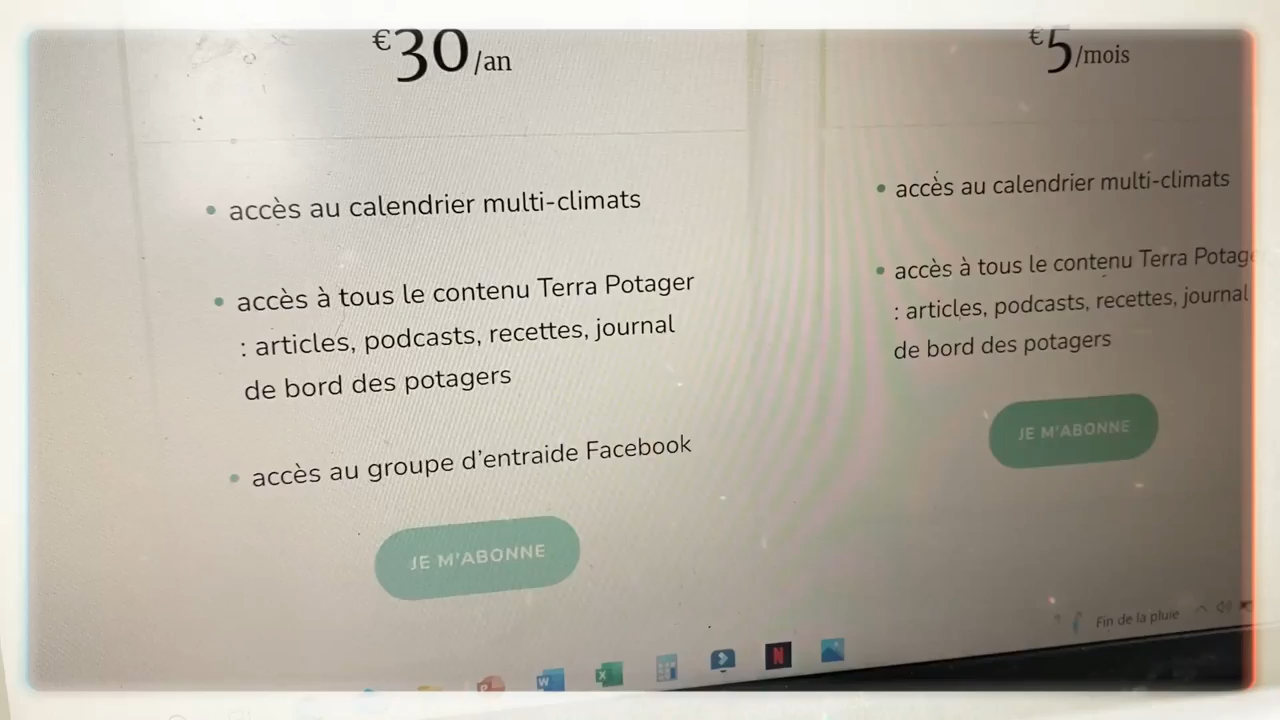 €30/an
• accès au calendrier multi-climats
• accès à tous le contenu Terra Potager
: articles, podcasts, recettes, journal
de bord des potagers
• accès au groupe d’entraide Facebook
JE M'ABONNE
€5/mois
• accès au calendrier multi-climats
• accès à tous le contenu Terra Potage
: articles, podcasts, recettes, journal
de bord des potagers
JE M'ABONNE
Fin de la pluie